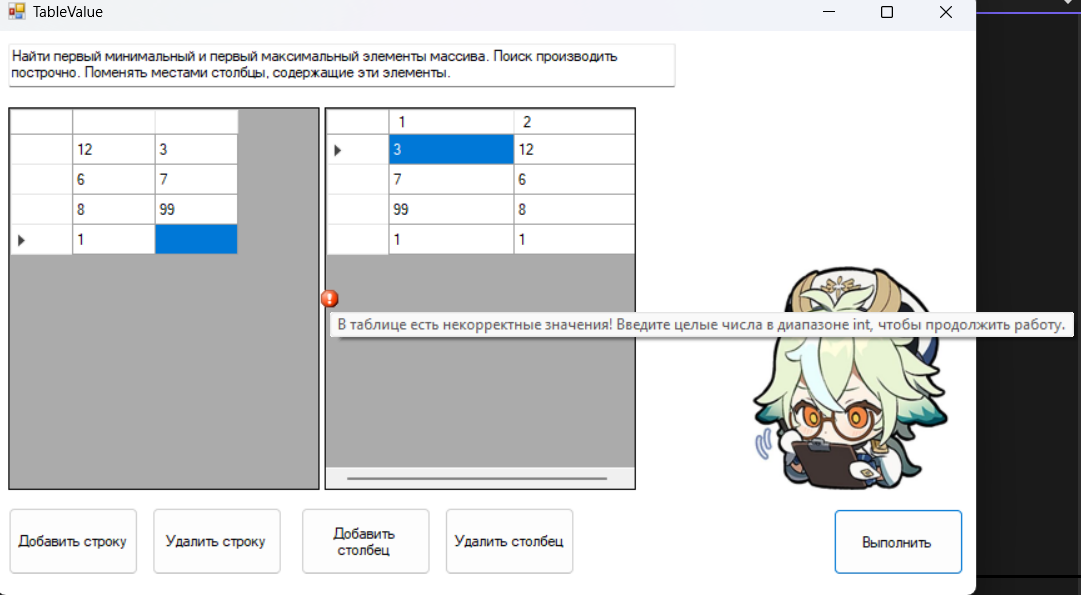 TableValue
Найти первый минимальный и первый максимальный элементы массива. Поиск производить
построчно. Поменять местами столбцы, содержащие эти элементы.
12 3
6 7
8 99
1
1 2
3 12
7 6
99 8
1 1
В таблице есть некорректные значения! Введите целые числа в диапазоне int, чтобы продолжить работу.
Добавить строку
Удалить строку
Добавить
столбец
Удалить столбец
Выполнить